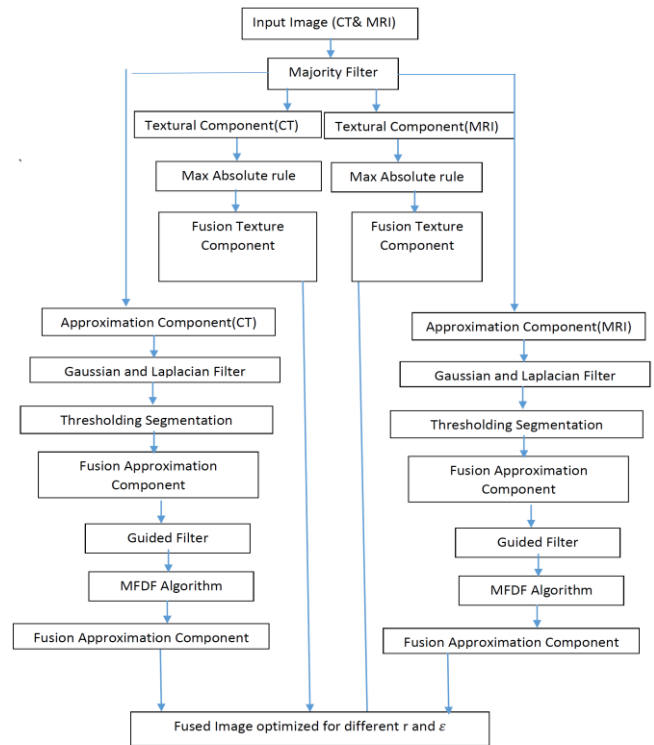 Input Image (CT& MRI)
Majority Filter
Textural Component(CT)
Textural Component(MRI)
Max Absolute rule
Max Absolute rule
Fusion Texture
Component
Fusion Texture
Component
Approximation Component(CT)
Approximation Component(MRI)
Gaussian and Laplacian Filter
Gaussian and Laplacian Filter
Thresholding Segmentation
Thresholding Segmentation
Fusion Approximation
Component
Fusion Approximation
Component
Guided Filter
Guided Filter
MFDF Algorithm
MFDF Algorithm
Fusion Approximation Component
Fusion Approximation Component
Fused Image optimized for different r and ε